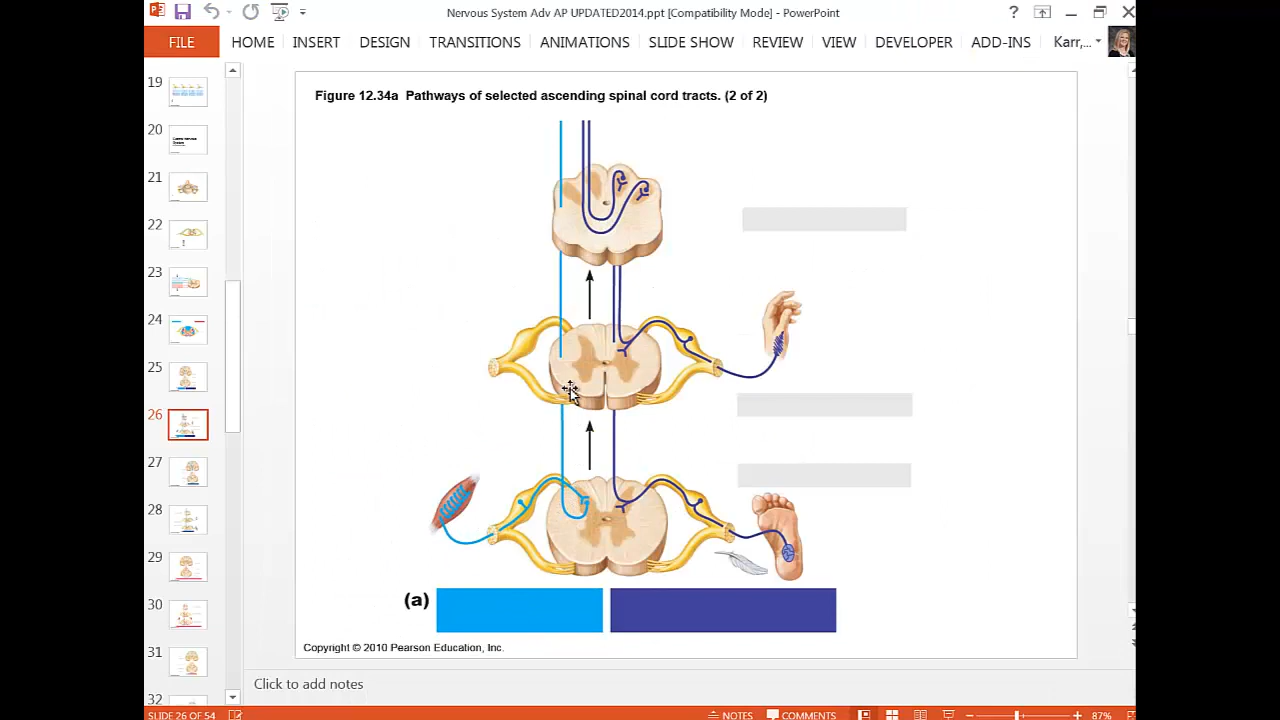 Nervous System Adv AP UPDATED2014.ppt [Compatibility Mode] - PowerPoint
?
FILE HOME INSERT DESIGN TRANSITIONS ANIMATIONS SLIDE SHOW REVIEW VIEW DEVELOPER ADD-INS Karr,...
19
20
21
22
23
24
25
26
27
28
29
30
31
32
Figure 12.34a Pathways of selected ascending spinal cord tracts. (2 of 2)
(a)
Copyright © 2010 Pearson Education, Inc.
Click to add notes
SLIDE 26 OF 54 NOTES COMMENTS 87%